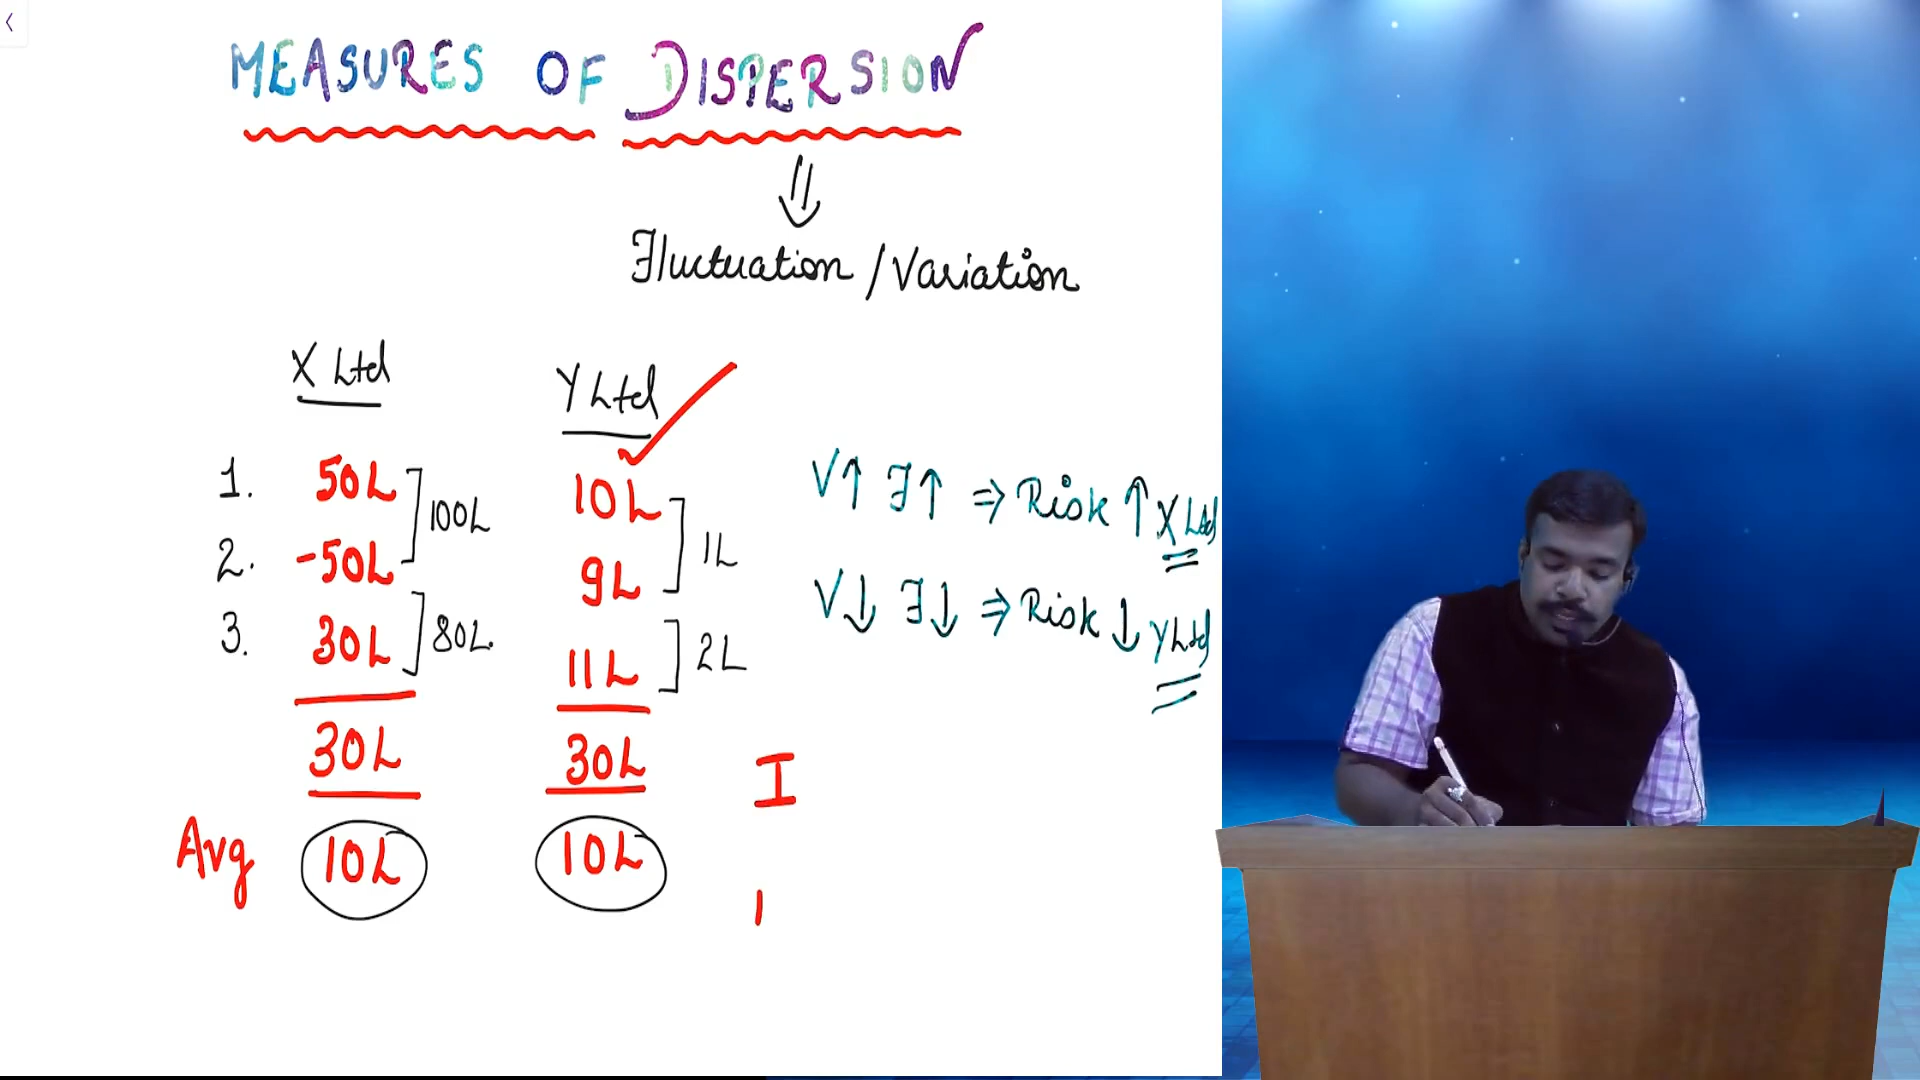 MEASURES OF DISPERSION
Fluctuation / Variation
X Ltd
Y Ltd
1. 50L 100L 10L 1L
2. -50L 9L
3. 30L 80L. 11L 2L
30L 30L
Avg 10L 10L
V↑ F↑ ⇒ Risk ↑ X Ltd
V↓ F↓ ⇒ Risk ↓ Y Ltd
I
I